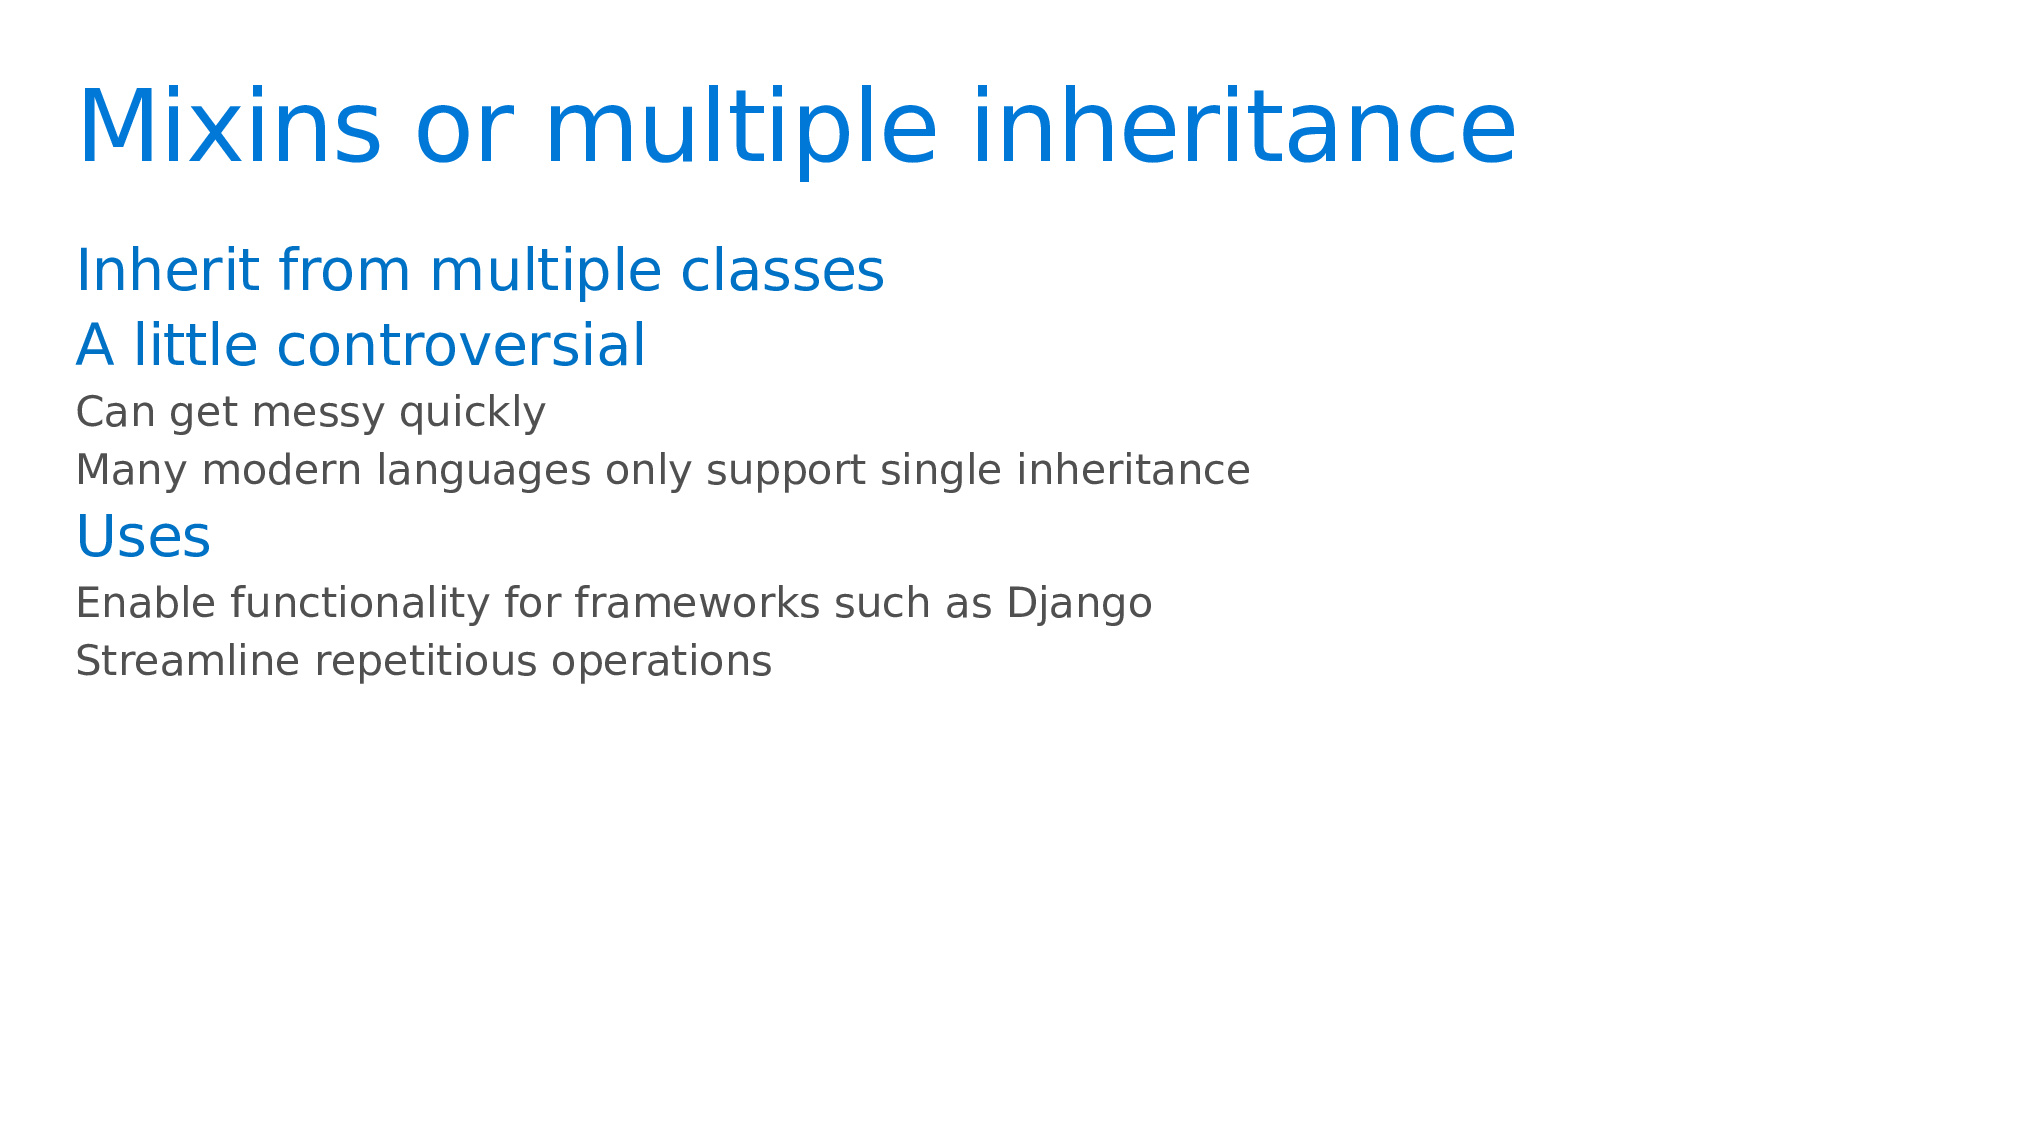 Mixins or multiple inheritance
Inherit from multiple classes
A little controversial
Can get messy quickly
Many modern languages only support single inheritance
Uses
Enable functionality for frameworks such as Django
Streamline repetitious operations